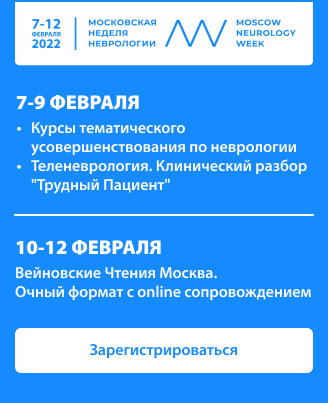 7-12
ФЕВРАЛЯ
2022
МОСКОВСКАЯ
НЕДЕЛЯ
НЕВРОЛОГИИ
MOSCOW
NEUROLOGY
WEEK
7-9 ФЕВРАЛЯ
• Курсы тематического
усовершенствования по неврологии
• Теленеврология. Клинический разбор
"Трудный Пациент"
10-12 ФЕВРАЛЯ
Вейновские Чтения Москва.
Очный формат с online сопровождением
Зарегистрироваться